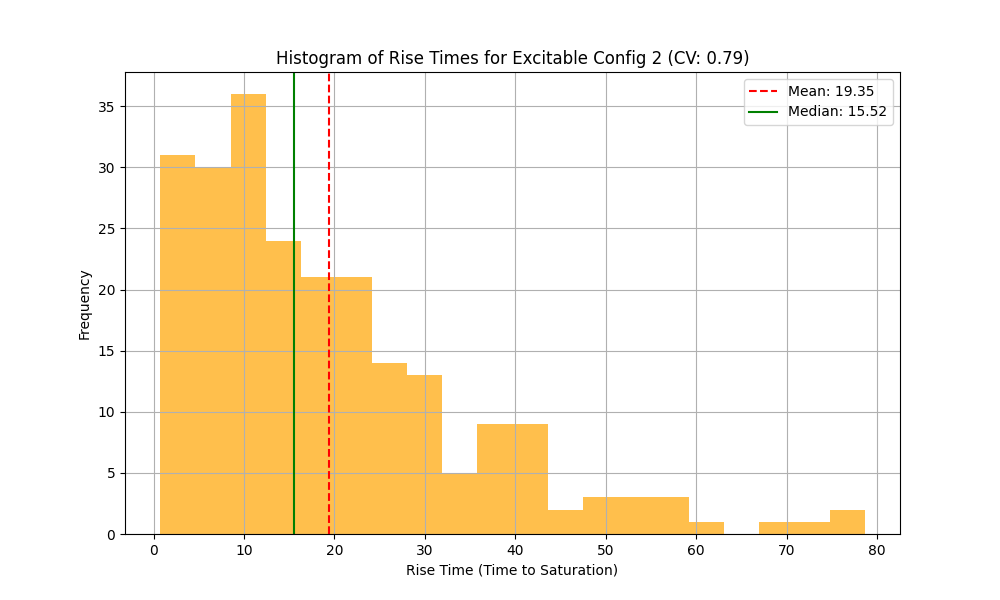 Histogram of Rise Times for Excitable Config 2 (CV: 0.79)
Mean: 19.35
Median: 15.52
Frequency
35
30
25
20
15
10
5
0
0 10 20 30 40 50 60 70 80
Rise Time (Time to Saturation)